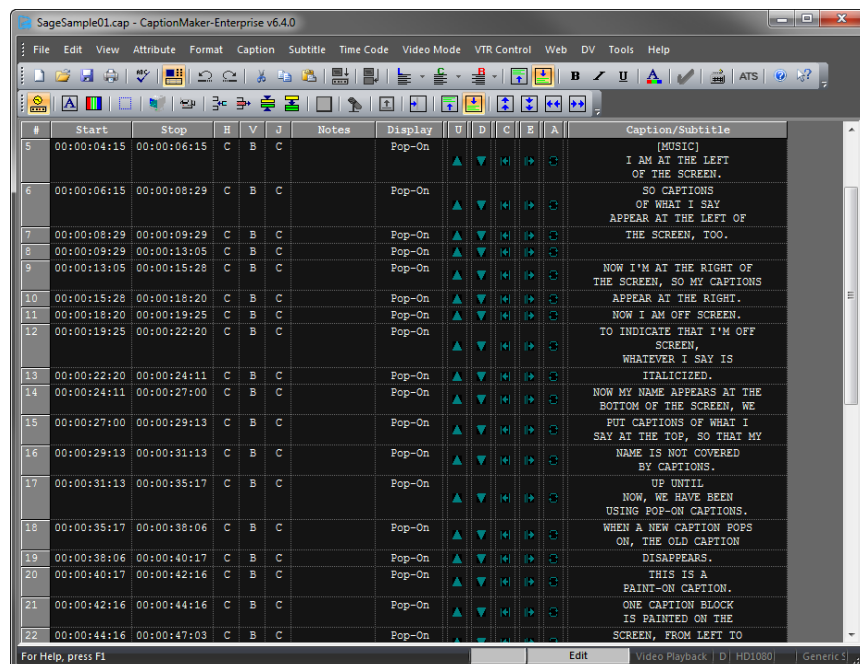 SageSample01.cap - CaptionMaker-Enterprise v6.4.0
File Edit View Attribute Format Caption Subtitle Time Code Video Mode VTR Control Web DV Tools Help
B I U A ATS
A
# Start Stop H V J Notes Display U D C E A Caption/Subtitle
5 00:00:04:15 00:00:06:15 C B C Pop-On [MUSIC]
I AM AT THE LEFT
OF THE SCREEN.
6 00:00:06:15 00:00:08:29 C B C Pop-On SO CAPTIONS
OF WHAT I SAY
APPEAR AT THE LEFT OF
7 00:00:08:29 00:00:09:29 C B C Pop-On THE SCREEN, TOO.
8 00:00:09:29 00:00:13:05 C B C Pop-On
9 00:00:13:05 00:00:15:28 C B C Pop-On NOW I'M AT THE RIGHT OF
THE SCREEN, SO MY CAPTIONS
10 00:00:15:28 00:00:18:20 C B C Pop-On APPEAR AT THE RIGHT.
11 00:00:18:20 00:00:19:25 C B C Pop-On NOW I AM OFF SCREEN.
12 00:00:19:25 00:00:22:20 C B C Pop-On TO INDICATE THAT I'M OFF
SCREEN,
WHATEVER I SAY IS
13 00:00:22:20 00:00:24:11 C B C Pop-On ITALICIZED.
14 00:00:24:11 00:00:27:00 C B C Pop-On NOW MY NAME APPEARS AT THE
BOTTOM OF THE SCREEN, WE
15 00:00:27:00 00:00:29:13 C B C Pop-On PUT CAPTIONS OF WHAT I
SAY AT THE TOP, SO THAT MY
16 00:00:29:13 00:00:31:13 C B C Pop-On NAME IS NOT COVERED
BY CAPTIONS.
17 00:00:31:13 00:00:35:17 C B C Pop-On UP UNTIL
NOW, WE HAVE BEEN
USING POP-ON CAPTIONS.
18 00:00:35:17 00:00:38:06 C B C Pop-On WHEN A NEW CAPTION POPS
ON, THE OLD CAPTION
19 00:00:38:06 00:00:40:17 C B C Pop-On DISAPPEARS.
20 00:00:40:17 00:00:42:16 C B C Pop-On THIS IS A
PAINT-ON CAPTION.
21 00:00:42:16 00:00:44:16 C B C Pop-On ONE CAPTION BLOCK
IS PAINTED ON THE
22 00:00:44:16 00:00:47:03 C B C Pop-On SCREEN, FROM LEFT TO
For Help, press F1 Edit Video Playback D HD1080 Generic S